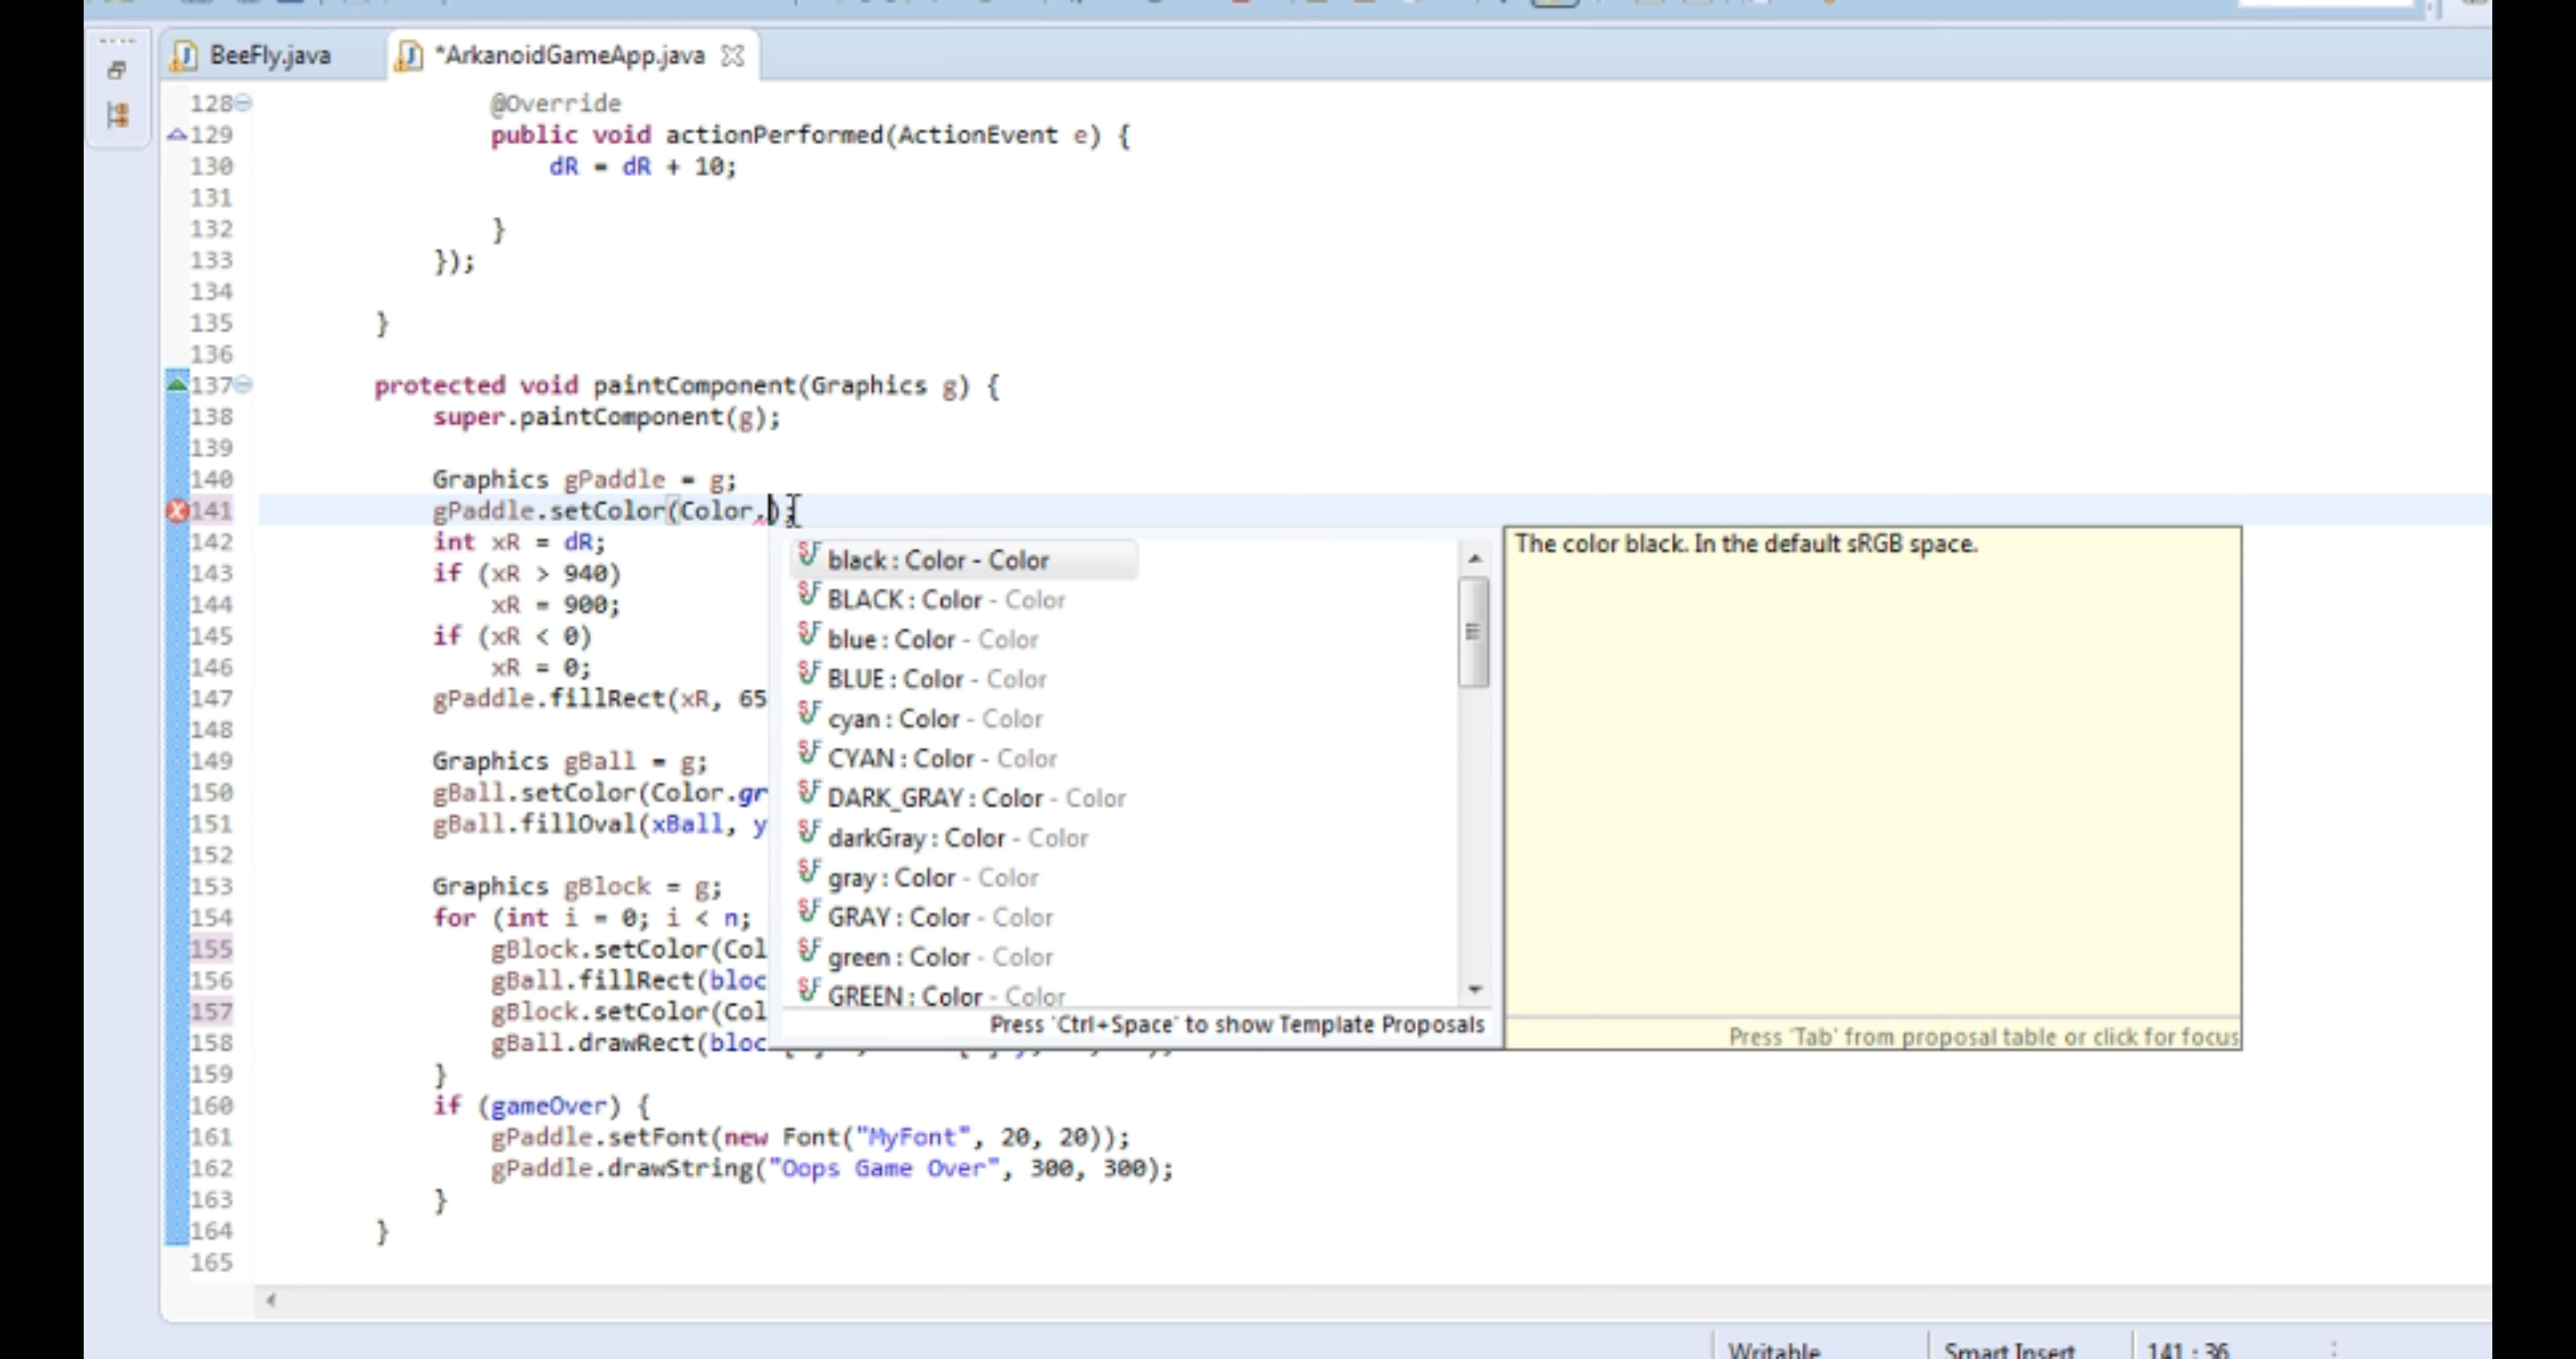 BeeFly.java
*ArkanoidGameApp.java
128 @Override
129 public void actionPerformed(ActionEvent e) {
130 dR = dR + 10;
131
132 }
133 });
134
135 }
136
137 protected void paintComponent(Graphics g) {
138 super.paintComponent(g);
139
140 Graphics gPaddle = g;
141 gPaddle.setColor(Color.);
142 int xR = dR;
143 if (xR > 940)
144 xR = 900;
145 if (xR < 0)
146 xR = 0;
147 gPaddle.fillRect(xR, 65
148
149 Graphics gBall = g;
150 gBall.setColor(Color.gr
151 gBall.fillOval(xBall, y
152
153 Graphics gBlock = g;
154 for (int i = 0; i < n;
155 gBlock.setColor(Col
156 gBall.fillRect(bloc
157 gBlock.setColor(Col
158 gBall.drawRect(bloc
159 }
160 if (gameOver) {
161 gPaddle.setFont(new Font("MyFont", 20, 20));
162 gPaddle.drawString("Oops Game Over", 300, 300);
163 }
164 }
165
black : Color - Color
BLACK : Color - Color
blue : Color - Color
BLUE : Color - Color
cyan : Color - Color
CYAN : Color - Color
DARK_GRAY : Color - Color
darkGray : Color - Color
gray : Color - Color
GRAY : Color - Color
green : Color - Color
GREEN : Color - Color
Press 'Ctrl+Space' to show Template Proposals
The color black. In the default sRGB space.
Press 'Tab' from proposal table or click for focus
Writable
Smart Insert
141 : 36